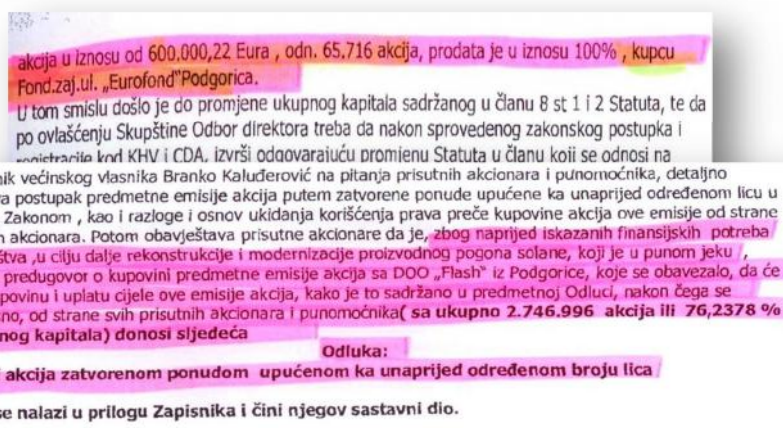 akcija u iznosu od 600.000,22 Eura , odn. 65.716 akcija, prodata je u iznosu 100% , kupcu
Fond.zaj.ul. „Eurofond"Podgorica.
U tom smislu došlo je do promjene ukupnog kapitala sadržanog u članu 8 st 1 i 2 Statuta, te da
po ovlašćenju Skupštine Odbor direktora treba da nakon sprovedenog zakonskog postupka i
registracije kod KHV i CDA, izvrši odgovarajuću promjenu Statuta u članu koji se odnosi na
nik većinskog vlasnika Branko Kaluđerović na pitanja prisutnih akcionara i punomoćnika, detaljno
a postupak predmetne emisije akcija putem zatvorene ponude upućene ka unaprijed određenom licu u
Zakonom , kao i razloge i osnov ukidanja korišćenja prava preče kupovine akcija ove emisije od strane
h akcionara. Potom obavještava prisutne akcionare da je, zbog naprijed iskazanih finansijskih potreba
štva ,u cilju dalje rekonstrukcije i modernizacije proizvodnog pogona solane, koji je u punom jeku ,
predugovor o kupovini predmetne emisije akcija sa DOO „Flash" iz Podgorice, koje se obavezalo, da će
povinu i uplatu cijele ove emisije akcija, kako je to sadržano u predmetnoj Odluci, nakon čega se
no, od strane svih prisutnih akcionara i punomoćnika( sa ukupno 2.746.996 akcija ili 76,2378 %
nog kapitala) donosi sljedeća
Odluka:
i akcija zatvorenom ponudom upućenom ka unaprijed određenom broju lica
se nalazi u prilogu Zapisnika i čini njegov sastavni dio.